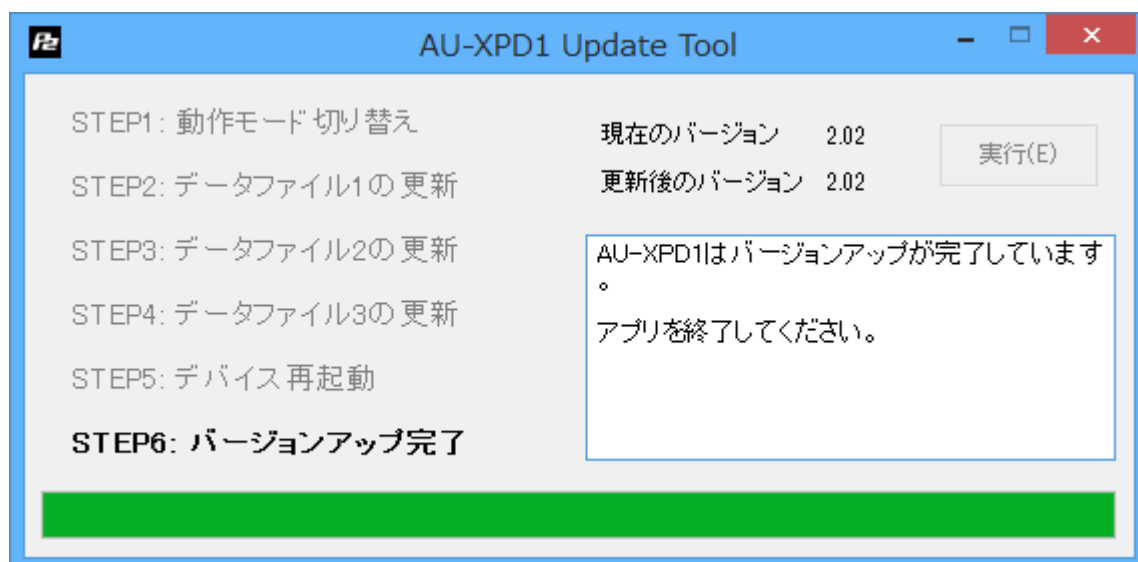 P2
AU-XPD1 Update Tool
STEP1: 動作モード切り替え
STEP2: データファイル1の更新
STEP3: データファイル2の更新
STEP4: データファイル3の更新
STEP5: デバイス再起動
STEP6: バージョンアップ完了
現在のバージョン 2.02
更新後のバージョン 2.02
実行(E)
AU-XPD1はバージョンアップが完了しています
。
アプリを終了してください。